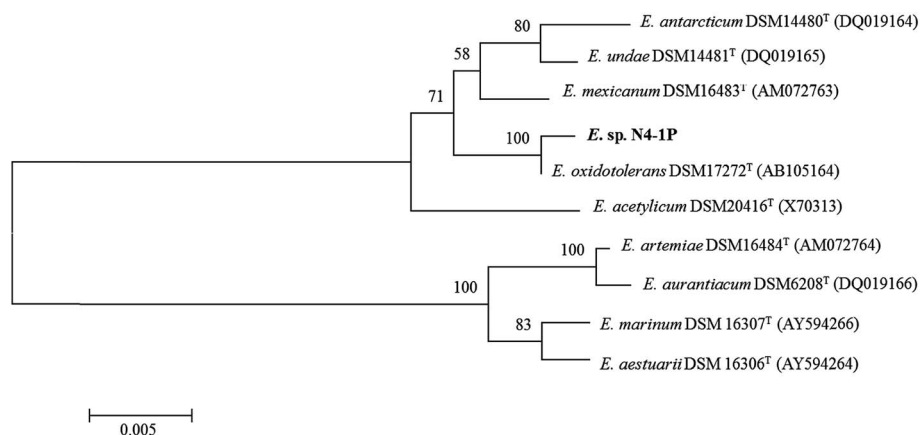 E. antarcticum DSM14480ᵀ (DQ019164)
80
E. undae DSM14481ᵀ (DQ019165)
58
E. mexicanum DSM16483ᵀ (AM072763)
71
E. sp. N4-1P
100
E. oxidotolerans DSM17272ᵀ (AB105164)
E. acetylicum DSM20416ᵀ (X70313)
E. artemiae DSM16484ᵀ (AM072764)
100
E. aurantiacum DSM6208ᵀ (DQ019166)
100
E. marinum DSM 16307ᵀ (AY594266)
83
E. aestuarii DSM 16306ᵀ (AY594264)
0.005